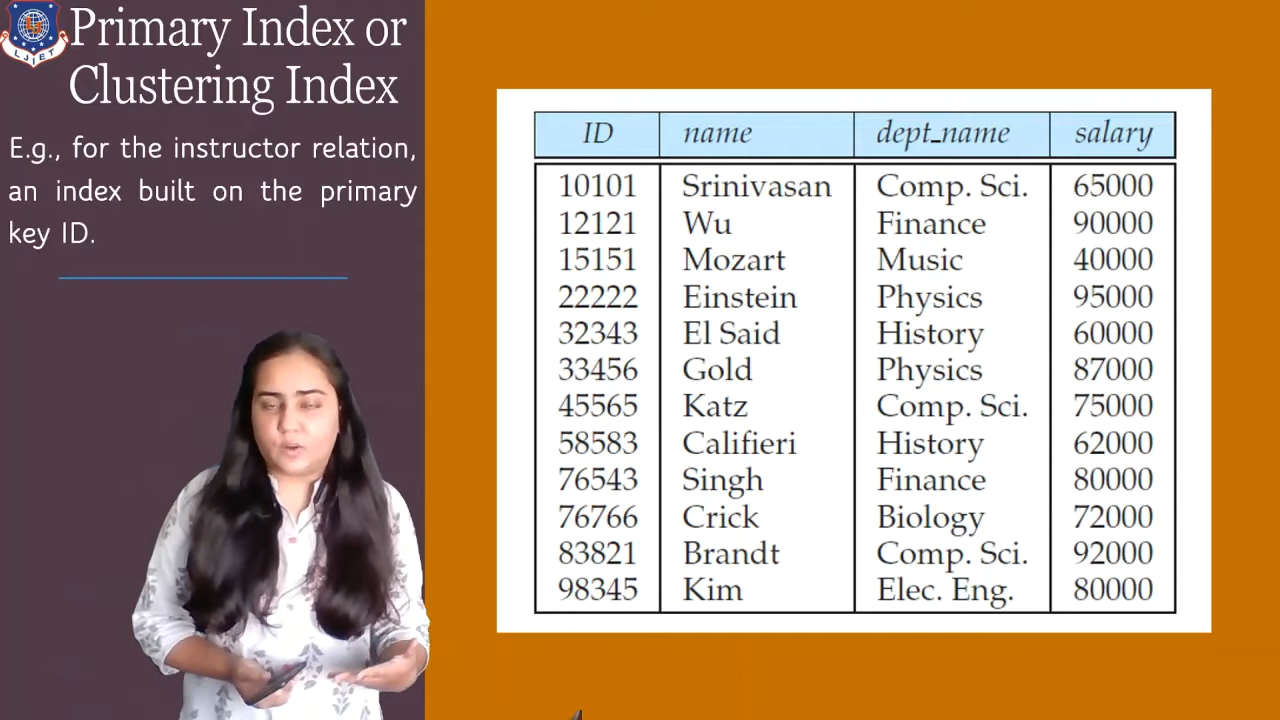 Primary Index or
Clustering Index
LJIET
E.g., for the instructor relation,
an index built on the primary
key ID.
ID name dept_name salary
10101 Srinivasan Comp. Sci. 65000
12121 Wu Finance 90000
15151 Mozart Music 40000
22222 Einstein Physics 95000
32343 El Said History 60000
33456 Gold Physics 87000
45565 Katz Comp. Sci. 75000
58583 Califieri History 62000
76543 Singh Finance 80000
76766 Crick Biology 72000
83821 Brandt Comp. Sci. 92000
98345 Kim Elec. Eng. 80000